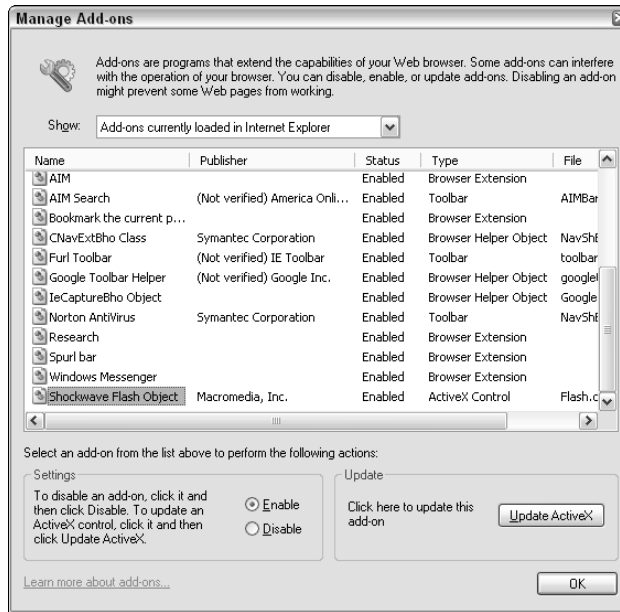 Manage Add-ons
Add-ons are programs that extend the capabilities of your Web browser. Some add-ons can interfere
with the operation of your browser. You can disable, enable, or update add-ons. Disabling an add-on
might prevent some Web pages from working.
Show: Add-ons currently loaded in Internet Explorer
Name Publisher Status Type File
AIM Enabled Browser Extension
AIM Search (Not verified) America Onli... Enabled Toolbar AIMBar
Bookmark the current p... Enabled Browser Extension
CNavExtBho Class Symantec Corporation Enabled Browser Helper Object NavShE
Furl Toolbar (Not verified) IE Toolbar Enabled Toolbar toolbar
Google Toolbar Helper (Not verified) Google Inc. Enabled Browser Helper Object google
IeCaptureBho Object Enabled Browser Helper Object Google
Norton AntiVirus Symantec Corporation Enabled Toolbar NavShE
Research Enabled Browser Extension
Spurl bar Enabled Browser Extension
Windows Messenger Enabled Browser Extension
Shockwave Flash Object Macromedia, Inc. Enabled ActiveX Control Flash.o
Select an add-on from the list above to perform the following actions:
Settings
To disable an add-on, click it and
then click Disable. To update an
ActiveX control, click it and then
click Update ActiveX.
Enable
Disable
Update
Click here to update this
add-on
Update ActiveX
Learn more about add-ons...
OK